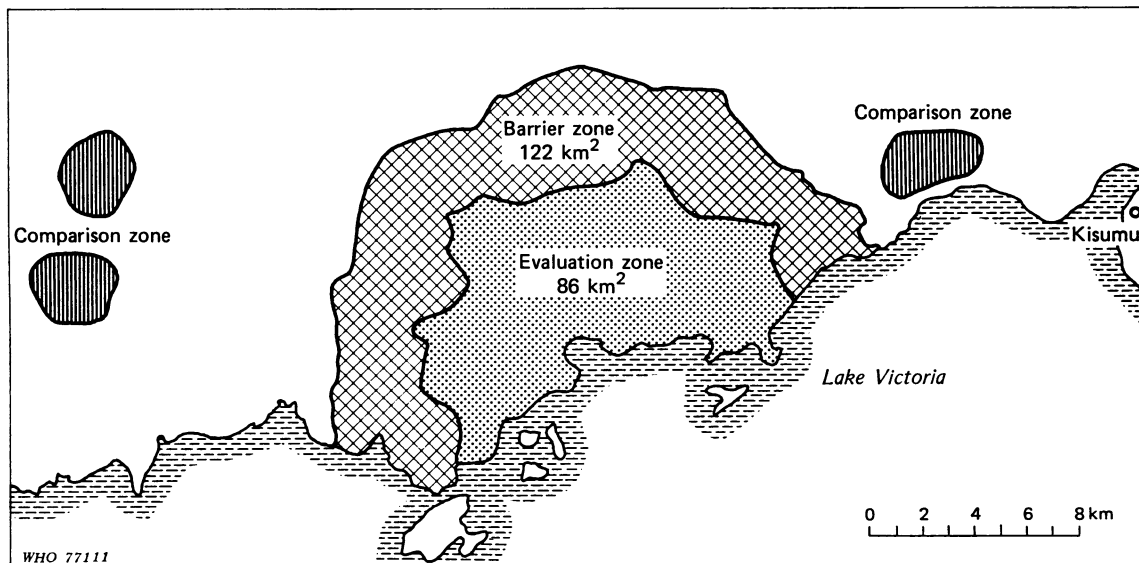 Comparison zone
Barrier zone
122 km²
Comparison zone
Kisumu
Evaluation zone
86 km²
Lake Victoria
0 2 4 6 8 km
WHO 77111